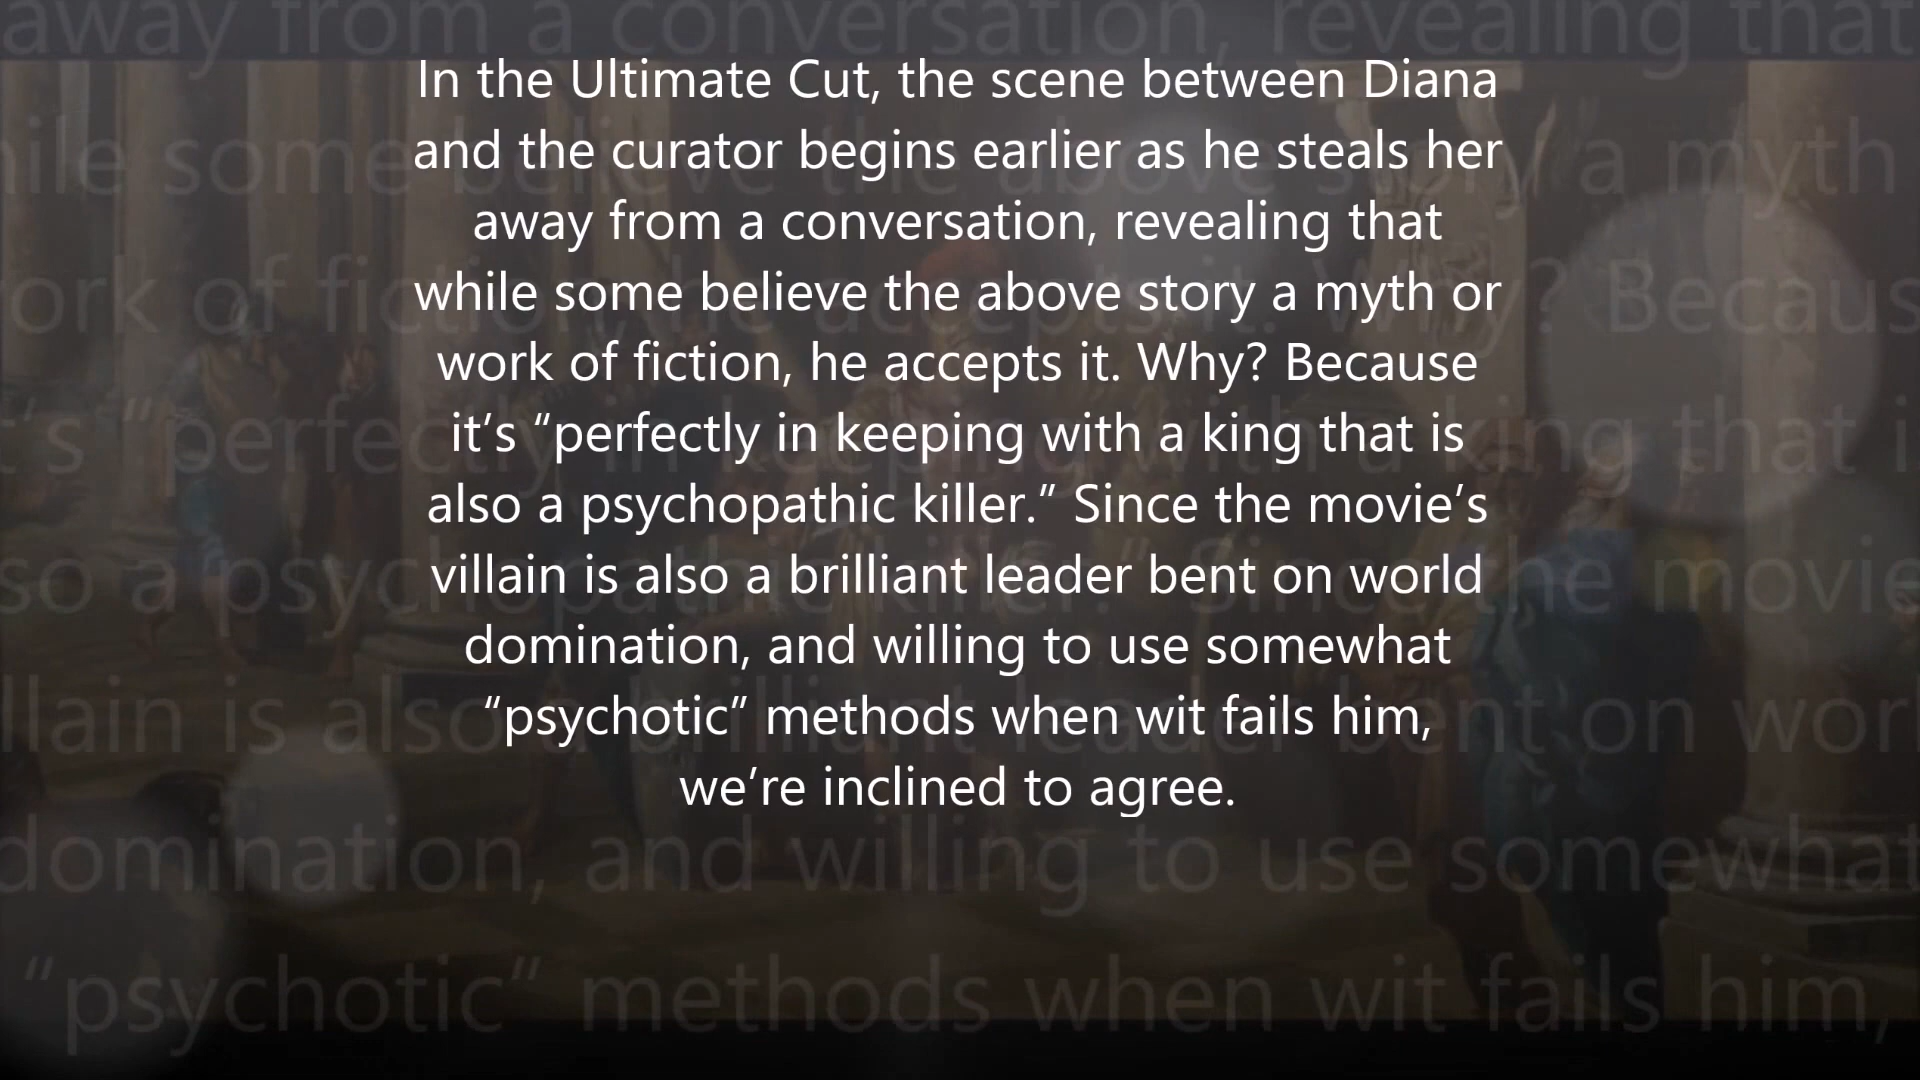 In the Ultimate Cut, the scene between Diana
and the curator begins earlier as he steals her
away from a conversation, revealing that
while some believe the above story a myth or
work of fiction, he accepts it. Why? Because
it’s “perfectly in keeping with a king that is
also a psychopathic killer.” Since the movie’s
villain is also a brilliant leader bent on world
domination, and willing to use somewhat
“psychotic” methods when wit fails him,
we’re inclined to agree.